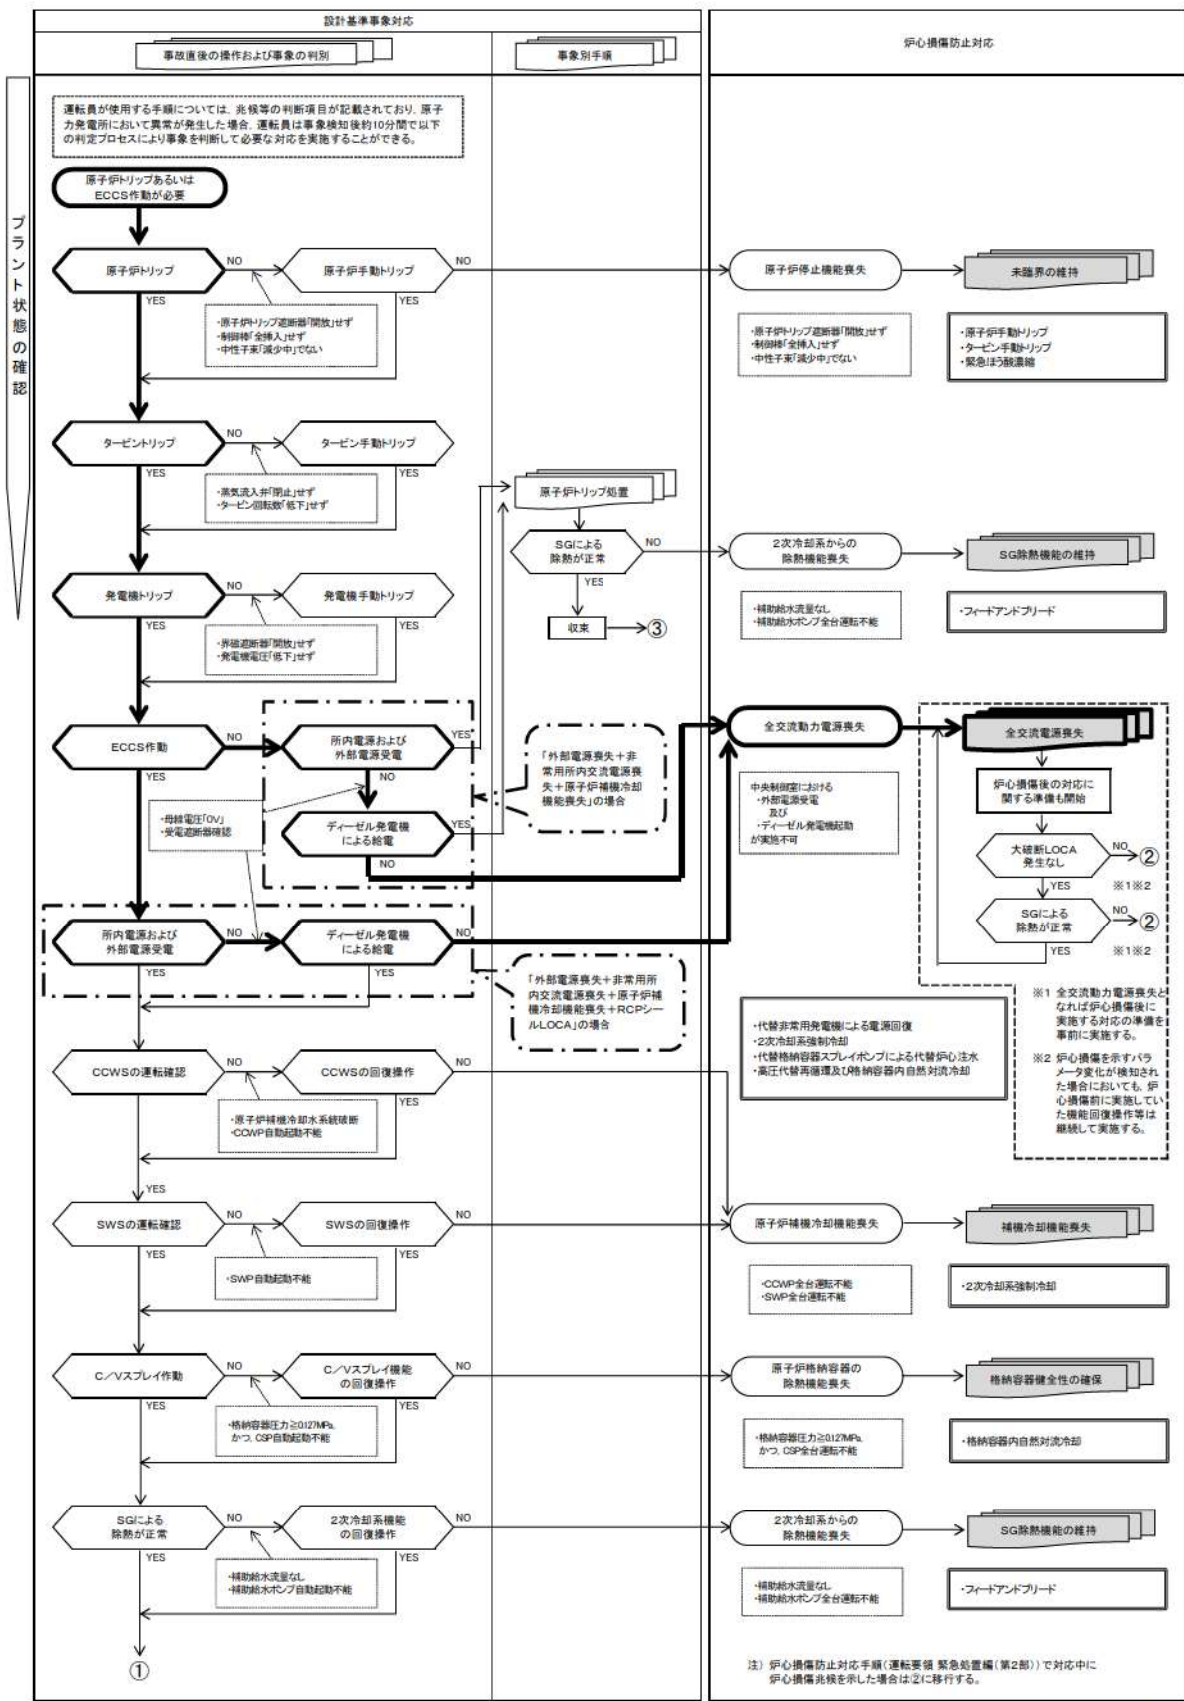 設計基準事象対応
事故直後の操作および事象の判別
事象別手順
炉心損傷防止対応
プラント状態の確認
運転員が使用する手順については、兆候等の判断項目が記載されており、原子
力発電所において異常が発生した場合、運転員は事象検知後約10分間で以下
の判定プロセスにより事象を判断して必要な対応を実施することができる。
原子炉トリップあるいは
ECCS作動が必要
原子炉トリップ
NO
原子炉手動トリップ
NO
原子炉停止機能喪失
未臨界の維持
YES
YES
・原子炉トリップ遮断器「開放」せず
・制御棒「全挿入」せず
・中性子束「減少中」でない
・原子炉トリップ遮断器「開放」せず
・制御棒「全挿入」せず
・中性子束「減少中」でない
・原子炉手動トリップ
・タービン手動トリップ
・緊急ほう酸濃縮
タービントリップ
NO
タービン手動トリップ
YES
YES
・蒸気流入弁「閉止」せず
・タービン回転数「低下」せず
原子炉トリップ処置
SGによる
除熱が正常
NO
YES
収束
③
2次冷却系からの
除熱機能喪失
SG除熱機能の維持
・補助給水流量なし
・補助給水ポンプ全台運転不能
・フィードアンドブリード
発電機トリップ
NO
発電機手動トリップ
YES
YES
・界磁遮断器「開放」せず
・発電機電圧「低下」せず
ECCS作動
NO
所内電源および
外部電源受電
YES
NO
YES
ディーゼル発電機
による給電
YES
NO
・母線電圧「0V」
・受電遮断器確認
「外部電源喪失+非
常用所内交流電源喪
失+原子炉補機冷却
機能喪失」の場合
全交流動力電源喪失
全交流電源喪失
中央制御室における
・外部電源受電
及び
・ディーゼル発電機起動
が実施不可
炉心損傷後の対応に
関する準備も開始
大破断LOCA
発生なし
NO
②
YES
※1※2
SGによる
除熱が正常
NO
②
YES
※1※2
所内電源および
外部電源受電
NO
ディーゼル発電機
による給電
NO
YES
YES
「外部電源喪失+非常用所
内交流電源喪失+原子炉補
機冷却機能喪失+RCPシー
ルLOCA」の場合
・代替非常用発電機による電源回復
・2次冷却系強制冷却
・代替格納容器スプレイポンプによる代替炉心注水
・高圧代替再循環及び格納容器内自然対流冷却
※1 全交流動力電源喪失と
なれば炉心損傷後に
実施する対応の準備を
事前に実施する。
※2 炉心損傷を示すパラ
メータ変化が検知され
た場合においても、炉
心損傷前に実施してい
た機能回復操作等は
継続して実施する。
CCWSの運転確認
NO
CCWSの回復操作
NO
YES
・原子炉補機冷却水系統破断
・CCWP自動起動不能
YES
SWSの運転確認
NO
SWSの回復操作
NO
原子炉補機冷却機能喪失
補機冷却機能喪失
YES
YES
・SWP自動起動不能
・CCWP全台運転不能
・SWP全台運転不能
・2次冷却系強制冷却
C/Vスプレイ作動
NO
C/Vスプレイ機能
の回復操作
NO
原子炉格納容器の
除熱機能喪失
格納容器健全性の確保
YES
YES
・格納容器圧力≧0.127MPa、
かつ、CSP自動起動不能
・格納容器圧力≧0.127MPa、
かつ、CSP全台運転不能
・格納容器内自然対流冷却
SGによる
除熱が正常
NO
2次冷却系機能
の回復操作
NO
2次冷却系からの
除熱機能喪失
SG除熱機能の維持
YES
YES
・補助給水流量なし
・補助給水ポンプ自動起動不能
・補助給水流量なし
・補助給水ポンプ全台運転不能
・フィードアンドブリード
①
注) 炉心損傷防止対応手順(運転要領 緊急処置編(第2部))で対応中に
炉心損傷兆候を示した場合は②に移行する。